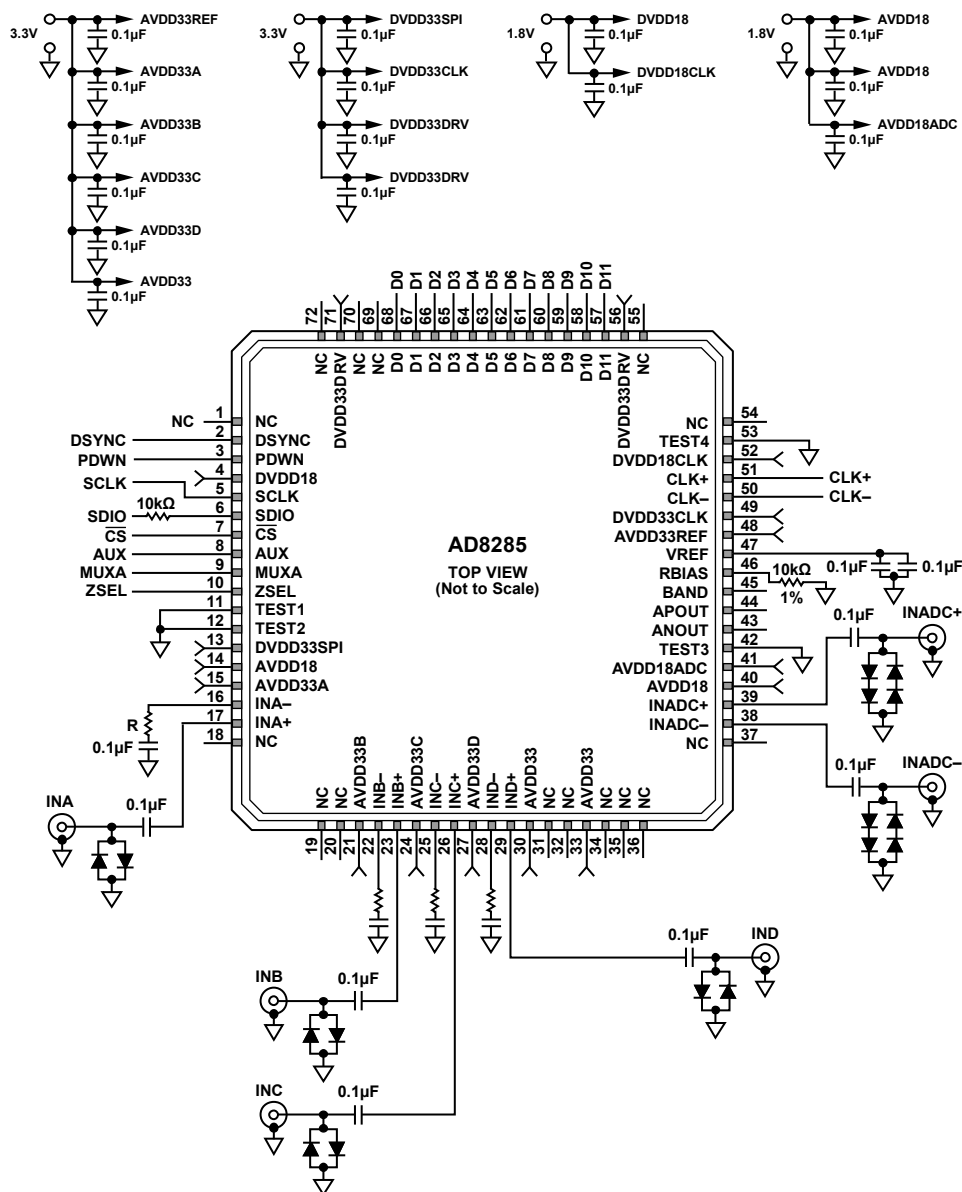 3.3V
AVDD33REF
0.1µF
AVDD33A
0.1µF
AVDD33B
0.1µF
AVDD33C
0.1µF
AVDD33D
0.1µF
AVDD33
0.1µF
3.3V
DVDD33SPI
0.1µF
DVDD33CLK
0.1µF
DVDD33DRV
0.1µF
DVDD33DRV
0.1µF
1.8V
DVDD18
0.1µF
DVDD18CLK
0.1µF
1.8V
AVDD18
0.1µF
AVDD18
0.1µF
AVDD18ADC
0.1µF
D0 D1 D2 D3 D4 D5 D6 D7 D8 D9 D10 D11
72 71 70 69 68 67 66 65 64 63 62 61 60 59 58 57 56 55
NC DVDD33DRV NC NC D0 D1 D2 D3 D4 D5 D6 D7 D8 D9 D10 D11 DVDD33DRV NC
NC 1 NC
DSYNC 2 DSYNC
PDWN 3 PDWN
4 DVDD18
SCLK 5 SCLK
SDIO 10kΩ 6 SDIO
CS 7 CS
AUX 8 AUX
MUXA 9 MUXA
ZSEL 10 ZSEL
11 TEST1
12 TEST2
13 DVDD33SPI
14 AVDD18
15 AVDD33A
16 INA–
17 INA+
18 NC
R
0.1µF
INA
0.1µF
AD8285
TOP VIEW
(Not to Scale)
NC 54
TEST4 53
DVDD18CLK 52
CLK+ 51 CLK+
CLK– 50 CLK–
DVDD33CLK 49
AVDD33REF 48
VREF 47
0.1µF 0.1µF
RBIAS 46 10kΩ
1%
BAND 45
APOUT 44
ANOUT 43
TEST3 42
AVDD18ADC 41
AVDD18 40
INADC+ 39
INADC– 38
NC 37
0.1µF
INADC+
0.1µF
INADC–
NC NC AVDD33B INB– INB+ AVDD33C INC– INC+ AVDD33D IND– IND+ AVDD33 NC NC AVDD33 NC NC NC
19 20 21 22 23 24 25 26 27 28 29 30 31 32 33 34 35 36
0.1µF
IND
INB
0.1µF
INC
0.1µF